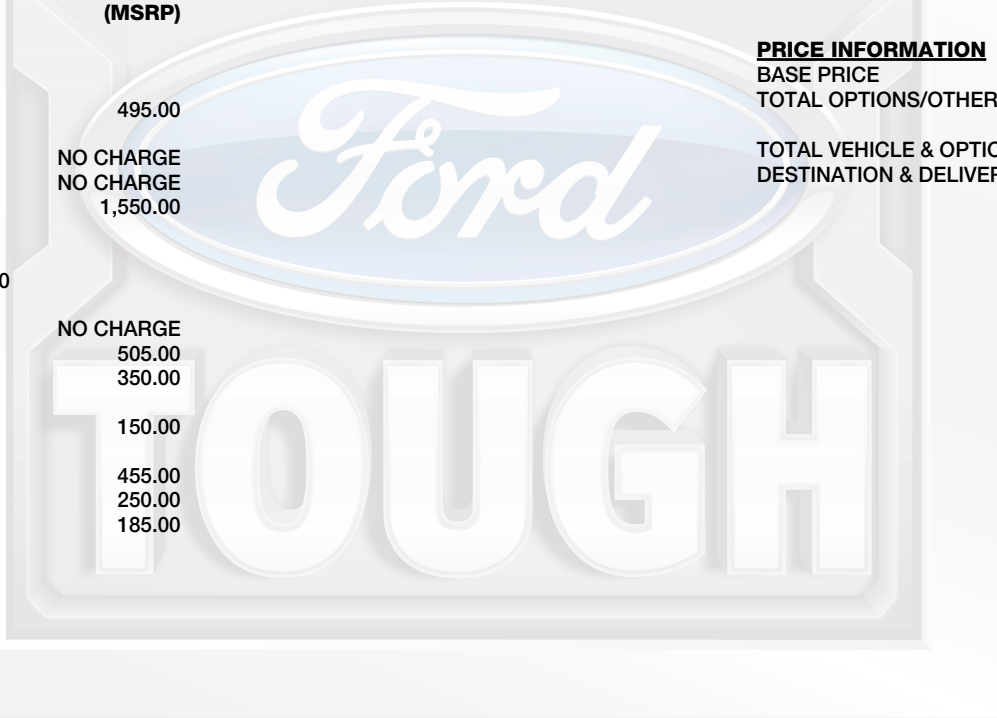 (MSRP)
495.00
NO CHARGE
NO CHARGE
1,550.00
0
NO CHARGE
505.00
350.00
150.00
455.00
250.00
185.00
PRICE INFORMATION
BASE PRICE
TOTAL OPTIONS/OTHER
TOTAL VEHICLE & OPTIO
DESTINATION & DELIVER
Ford
TOUGH